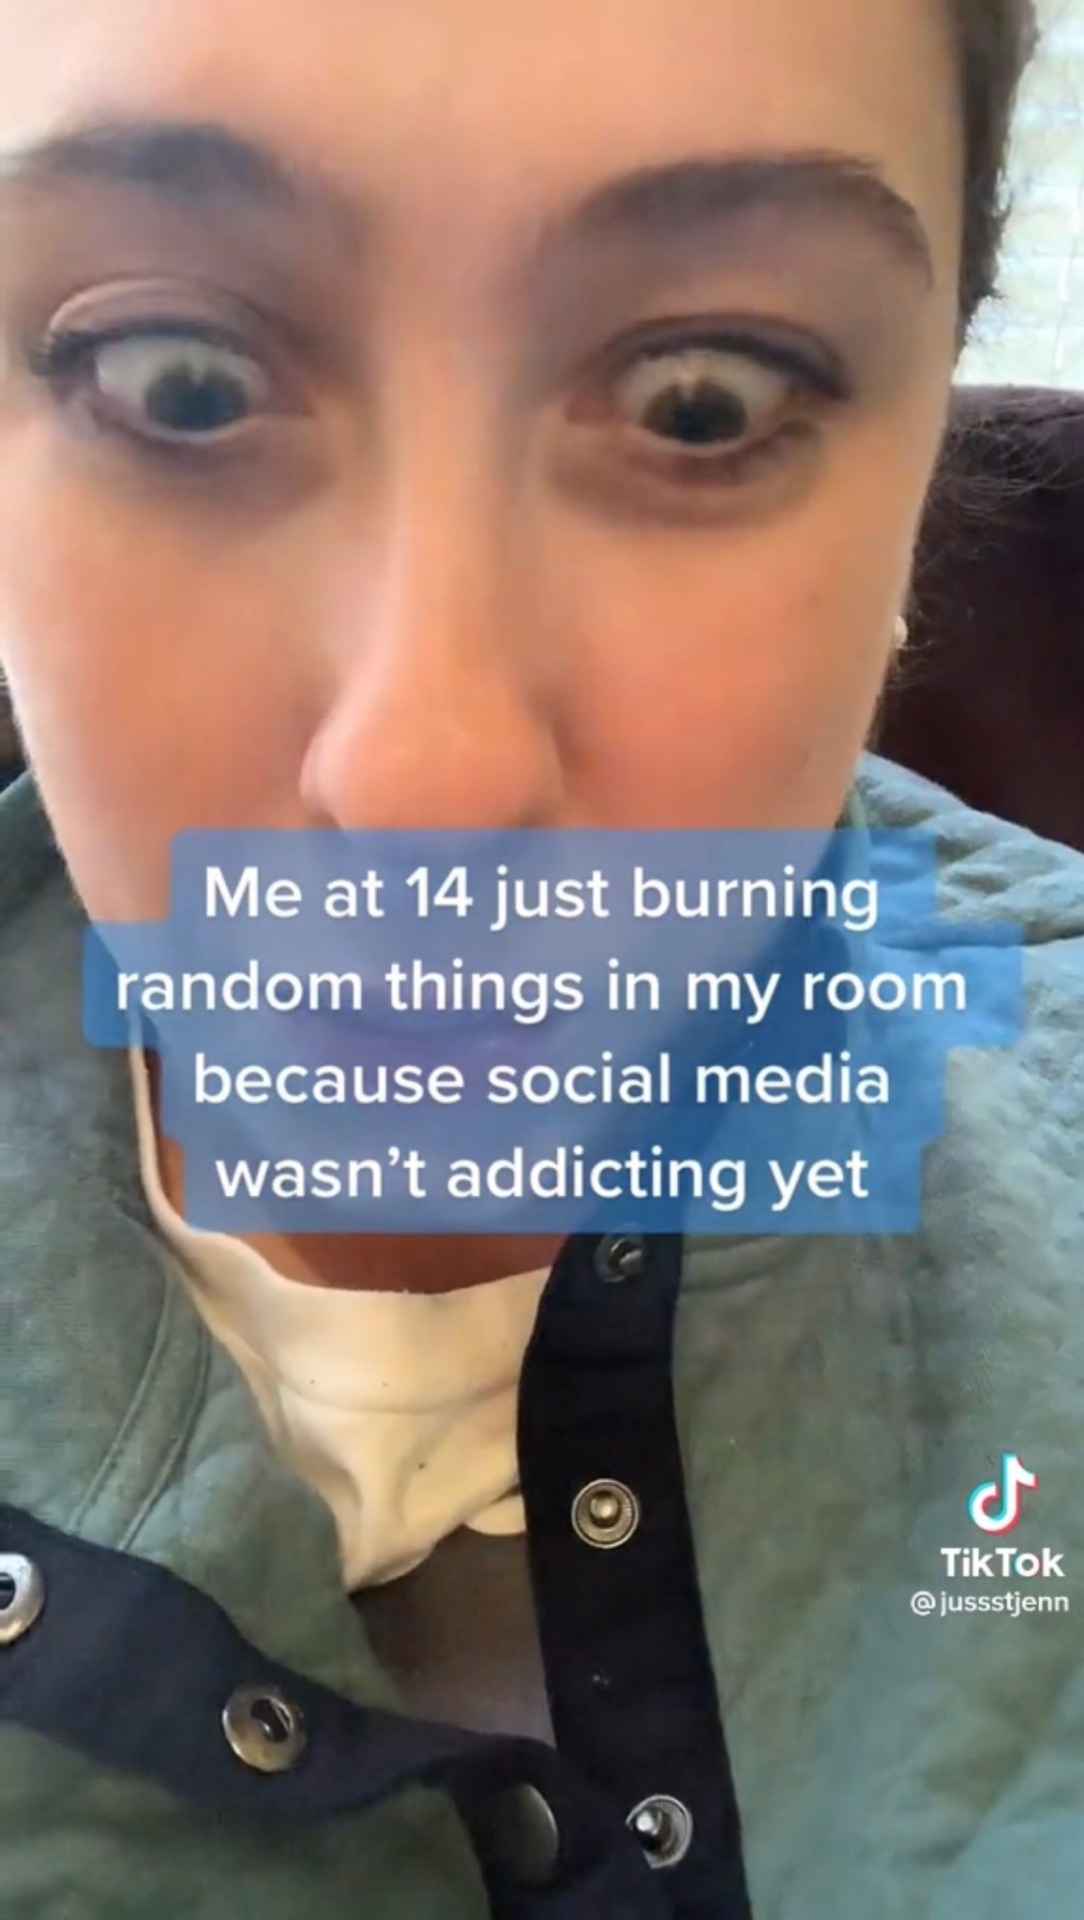 Me at 14 just burning
random things in my room
because social media
wasn't addicting yet
TikTok
@jussstjenn